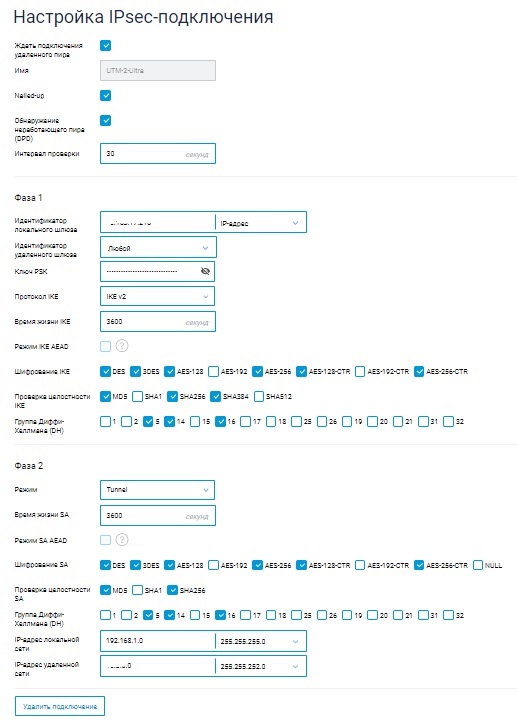 Настройка IPsec-подключения
Ждать подключения
удаленного пира
Имя
UTM-2-Ultra
Nailed-up
Обнаружение
неработающего пира
(DPD)
Интервал проверки
30 секунд
Фаза 1
Идентификатор
локального шлюза
IP-адрес
Идентификатор
удаленного шлюза
Любой
Ключ PSK
Протокол IKE
IKE v2
Время жизни IKE
3600 секунд
Режим IKE AEAD
?
Шифрование IKE
DES 3DES AES-128 AES-192 AES-256 AES-128-CTR AES-192-CTR AES-256-CTR
Проверка целостности
IKE
MD5 SHA1 SHA256 SHA384 SHA512
Группа Диффи-
Хеллмана (DH)
1 2 5 14 15 16 17 18 25 26 19 20 21 31 32
Фаза 2
Режим
Tunnel
Время жизни SA
3600 секунд
Режим SA AEAD
?
Шифрование SA
DES 3DES AES-128 AES-192 AES-256 AES-128-CTR AES-192-CTR AES-256-CTR NULL
Проверка целостности
SA
MD5 SHA1 SHA256
Группа Диффи-
Хеллмана (DH)
1 2 5 14 15 16 17 18 25 26 19 20 21 31 32
IP-адрес локальной
сети
192.168.1.0 255.255.255.0
IP-адрес удаленной
сети
255.255.252.0
Удалить подключение